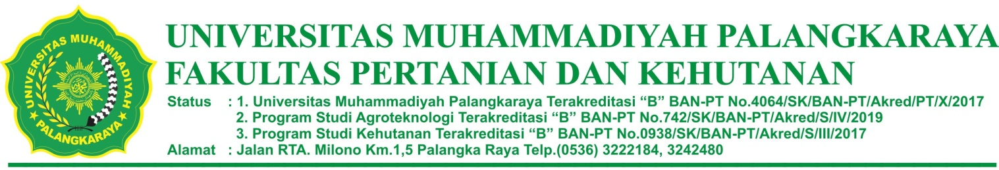 UNIVERSITAS MUHAMMADIYAH
PALANGKARAYA
UNIVERSITAS MUHAMMADIYAH PALANGKARAYA
FAKULTAS PERTANIAN DAN KEHUTANAN
Status : 1. Universitas Muhammadiyah Palangkaraya Terakreditasi “B” BAN-PT No.4064/SK/BAN-PT/Akred/PT/X/2017
2. Program Studi Agroteknologi Terakreditasi “B” BAN-PT No.742/SK/BAN-PT/Akred/S/IV/2019
3. Program Studi Kehutanan Terakreditasi “B” BAN-PT No.0938/SK/BAN-PT/Akred/S/III/2017
Alamat : Jalan RTA. Milono Km.1,5 Palangka Raya Telp.(0536) 3222184, 3242480